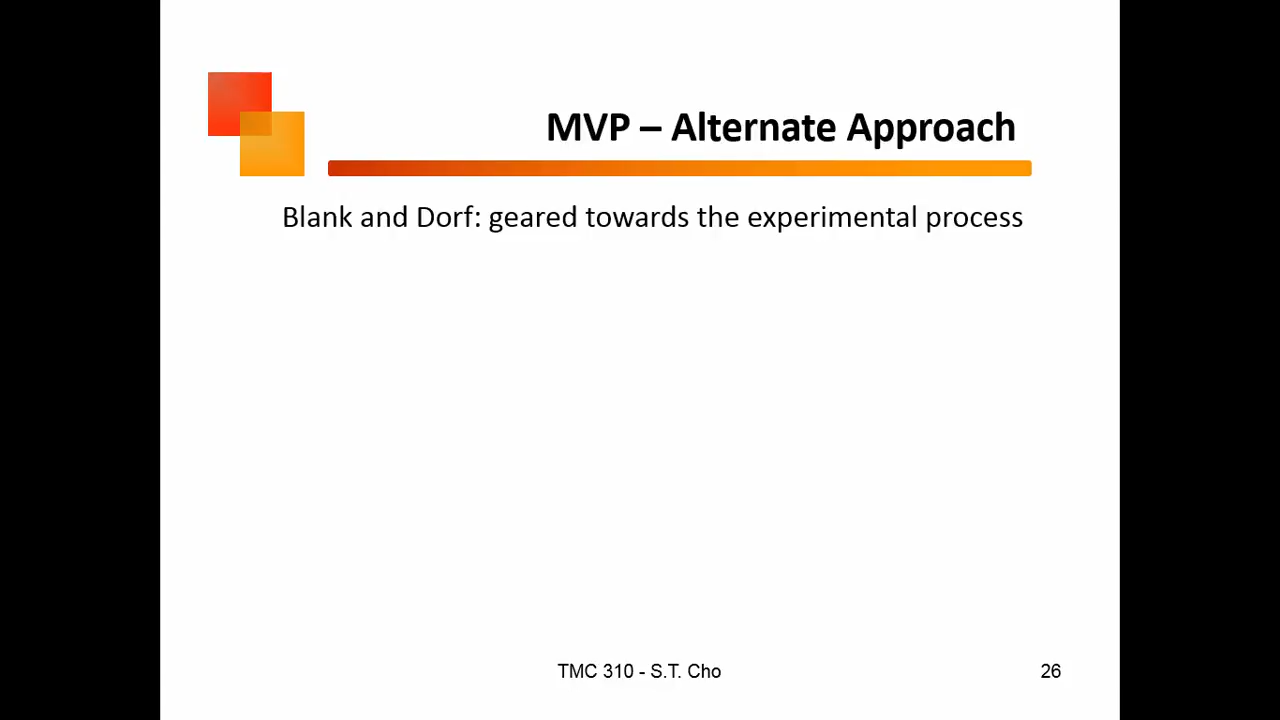 MVP – Alternate Approach
Blank and Dorf: geared towards the experimental process
TMC 310 - S.T. Cho
26